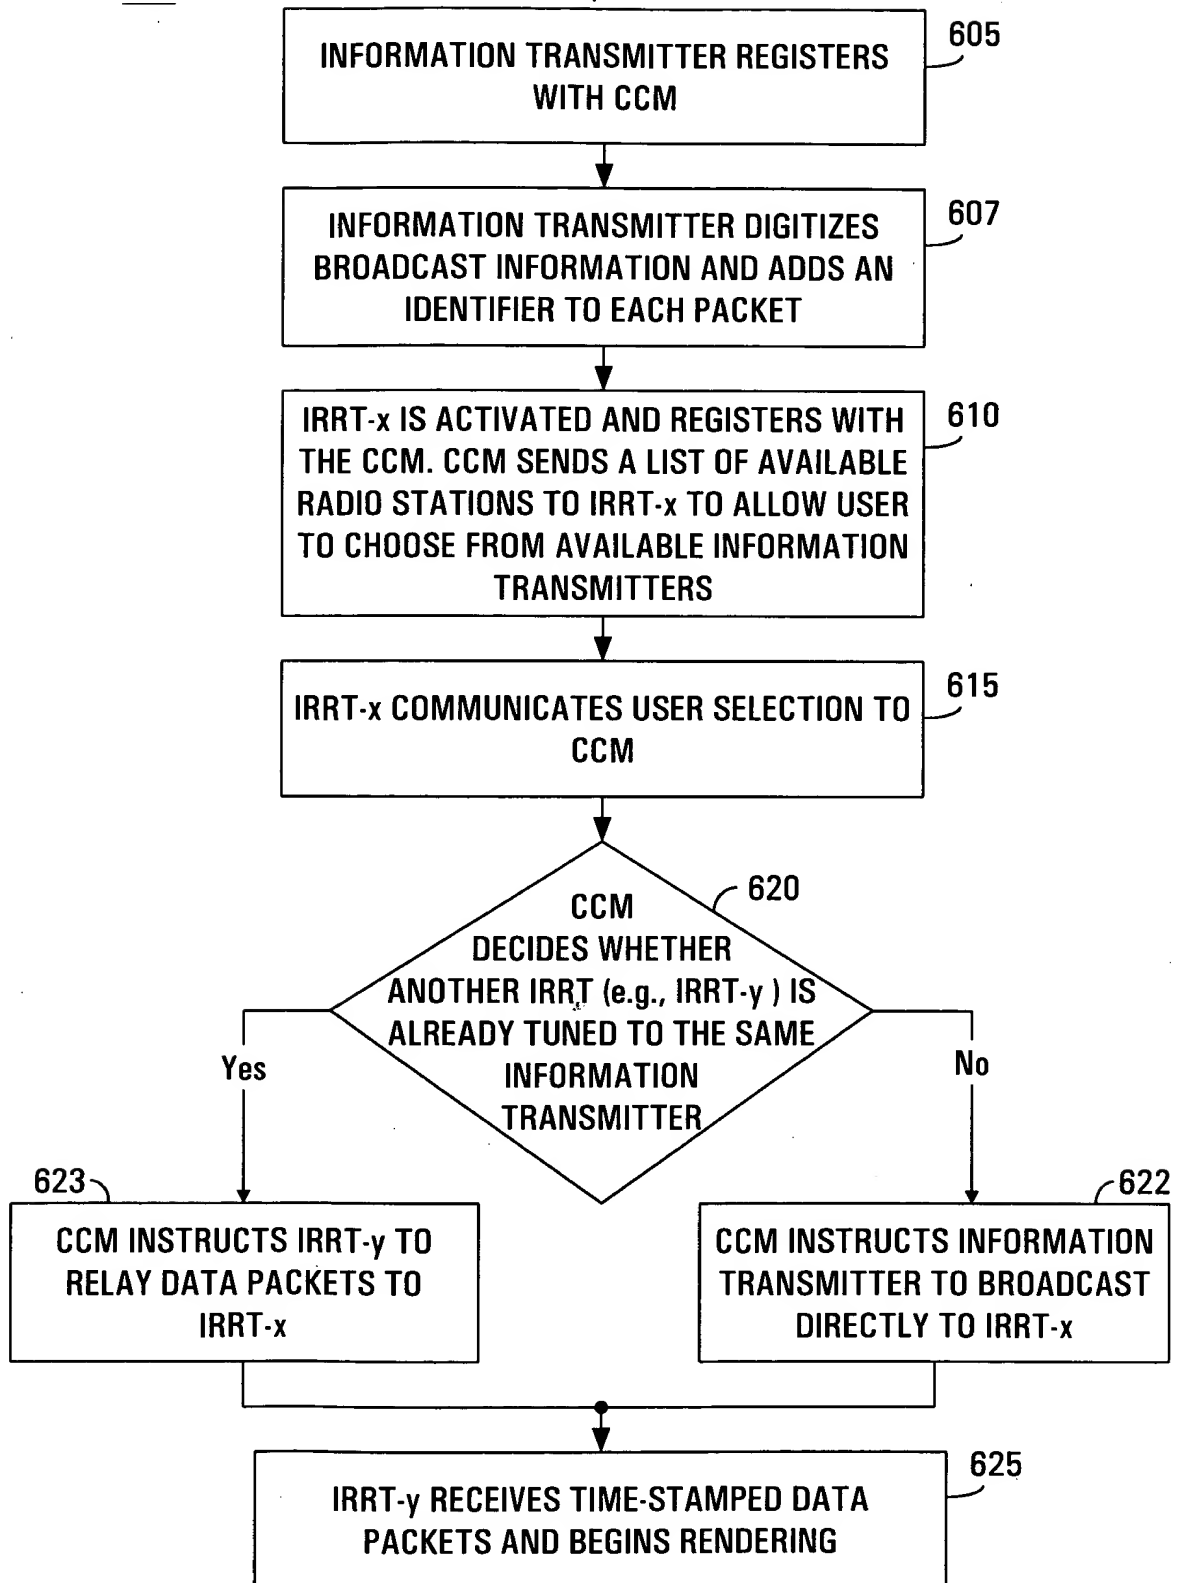 INFORMATION TRANSMITTER REGISTERS
WITH CCM
605
INFORMATION TRANSMITTER DIGITIZES
BROADCAST INFORMATION AND ADDS AN
IDENTIFIER TO EACH PACKET
607
IRRT-x IS ACTIVATED AND REGISTERS WITH
THE CCM. CCM SENDS A LIST OF AVAILABLE
RADIO STATIONS TO IRRT-x TO ALLOW USER
TO CHOOSE FROM AVAILABLE INFORMATION
TRANSMITTERS
610
IRRT-x COMMUNICATES USER SELECTION TO
CCM
615
CCM
DECIDES WHETHER
ANOTHER IRRT (e.g., IRRT-y ) IS
ALREADY TUNED TO THE SAME
INFORMATION
TRANSMITTER
620
Yes
No
623
CCM INSTRUCTS IRRT-y TO
RELAY DATA PACKETS TO
IRRT-x
622
CCM INSTRUCTS INFORMATION
TRANSMITTER TO BROADCAST
DIRECTLY TO IRRT-x
IRRT-y RECEIVES TIME-STAMPED DATA
PACKETS AND BEGINS RENDERING
625